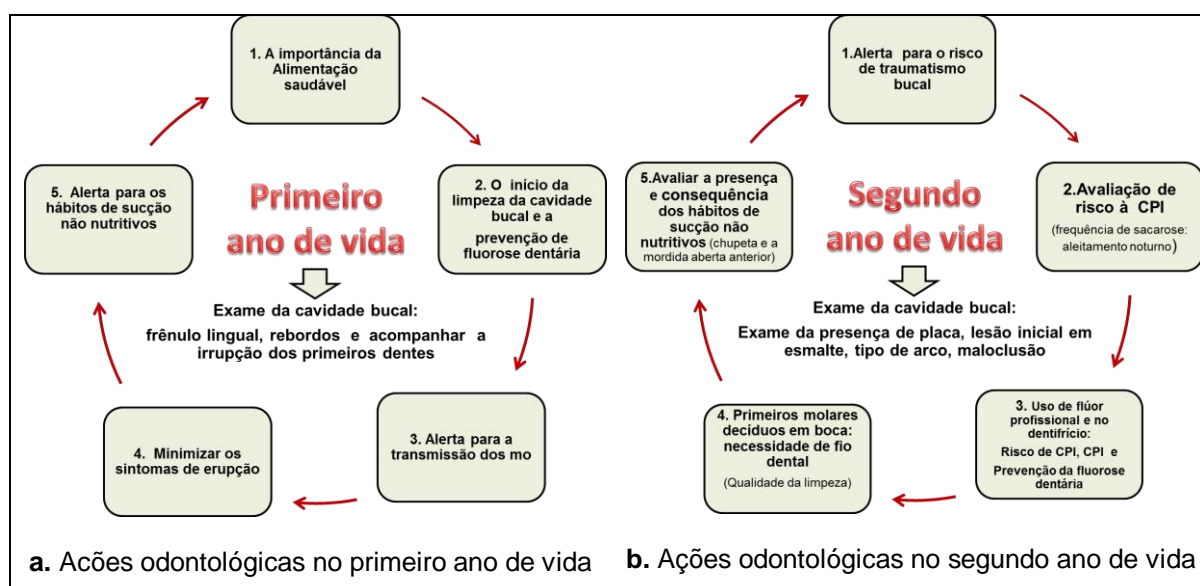 1. A importância da
Alimentação
saudável
2. O início da
limpeza da cavidade
bucal e a
prevenção de
fluorose dentária
3. Alerta para a
transmissão dos mo
4. Minimizar os
sintomas de erupção
5. Alerta para os
hábitos de sucção
não nutritivos
Primeiro
ano de vida
Exame da cavidade bucal:
frênulo lingual, rebordos e acompanhar a
irrupção dos primeiros dentes
a. Acões odontológicas no primeiro ano de vida
1.Alerta para o risco
de traumatismo
bucal
2.Avaliação de
risco à CPI
(frequência de sacarose:
aleitamento noturno)
3. Uso de flúor
profissional e no
dentifrício:
Risco de CPI, CPI e
Prevenção da fluorose
dentária
4. Primeiros molares
decíduos em boca:
necessidade de fio
dental
(Qualidade da limpeza)
5.Avaliar a presença
e consequência
dos hábitos de
sucção não
nutritivos (chupeta e a
mordida aberta anterior)
Segundo
ano de vida
Exame da cavidade bucal:
Exame da presença de placa, lesão inicial em
esmalte, tipo de arco, maloclusão
b. Ações odontológicas no segundo ano de vida